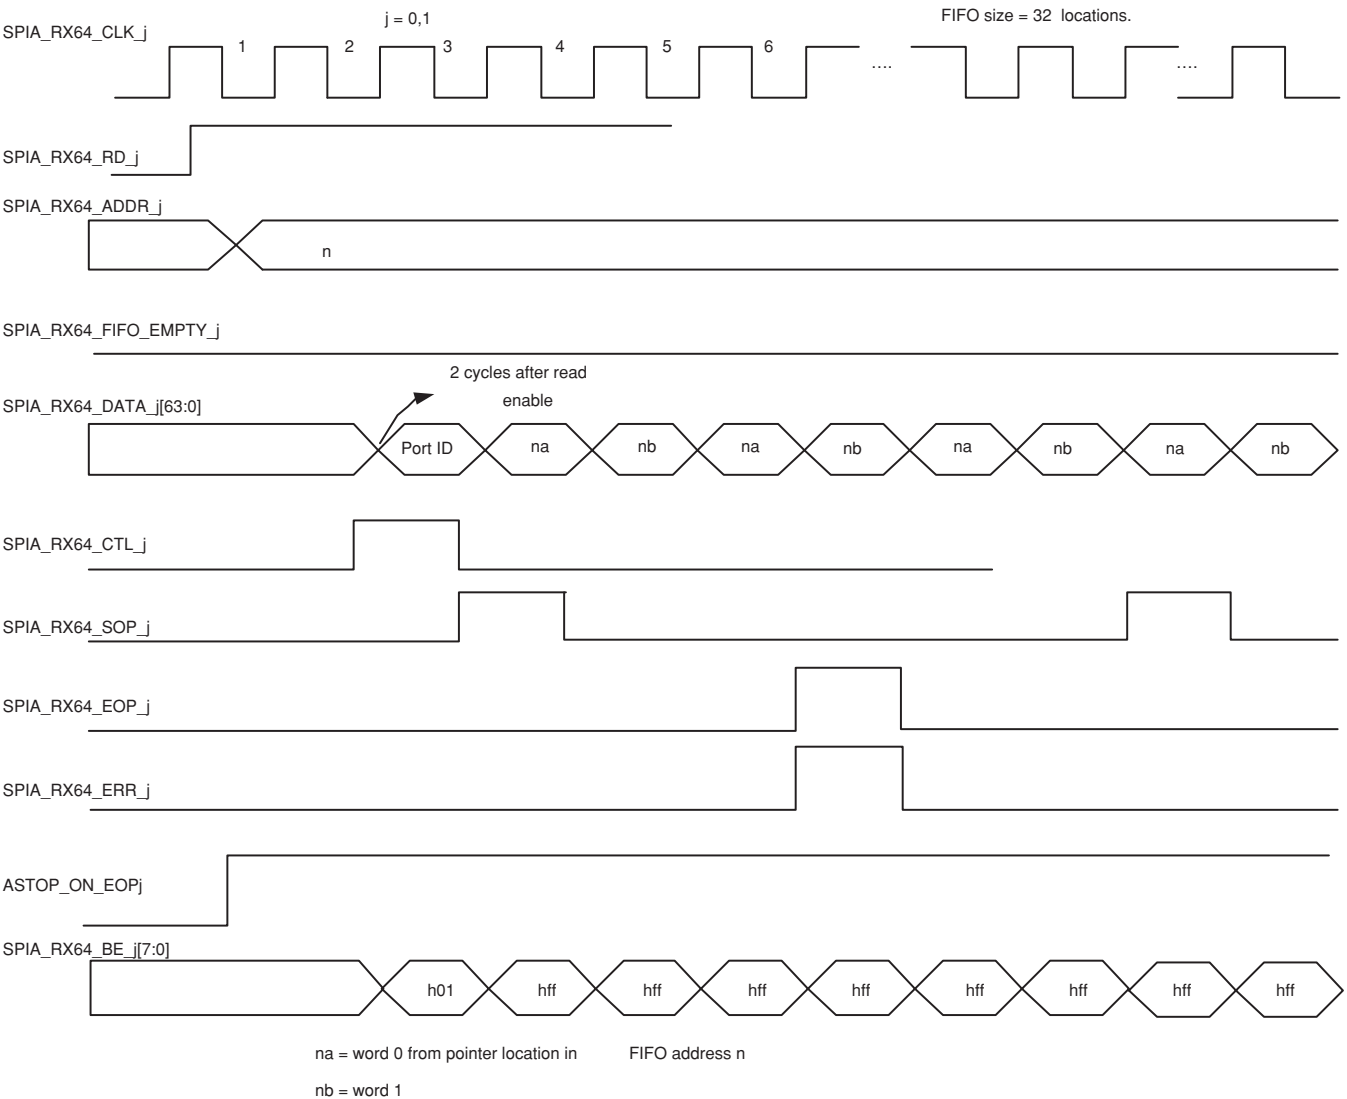 j = 0,1
FIFO size = 32 locations.
SPIA_RX64_CLK_j
1 2 3 4 5 6
.... ....
SPIA_RX64_RD_j
SPIA_RX64_ADDR_j
n
SPIA_RX64_FIFO_EMPTY_j
2 cycles after read
enable
SPIA_RX64_DATA_j[63:0]
Port ID na nb na nb na nb na nb
SPIA_RX64_CTL_j
SPIA_RX64_SOP_j
SPIA_RX64_EOP_j
SPIA_RX64_ERR_j
ASTOP_ON_EOPj
SPIA_RX64_BE_j[7:0]
h01 hff hff hff hff hff hff hff hff
na = word 0 from pointer location in FIFO address n
nb = word 1